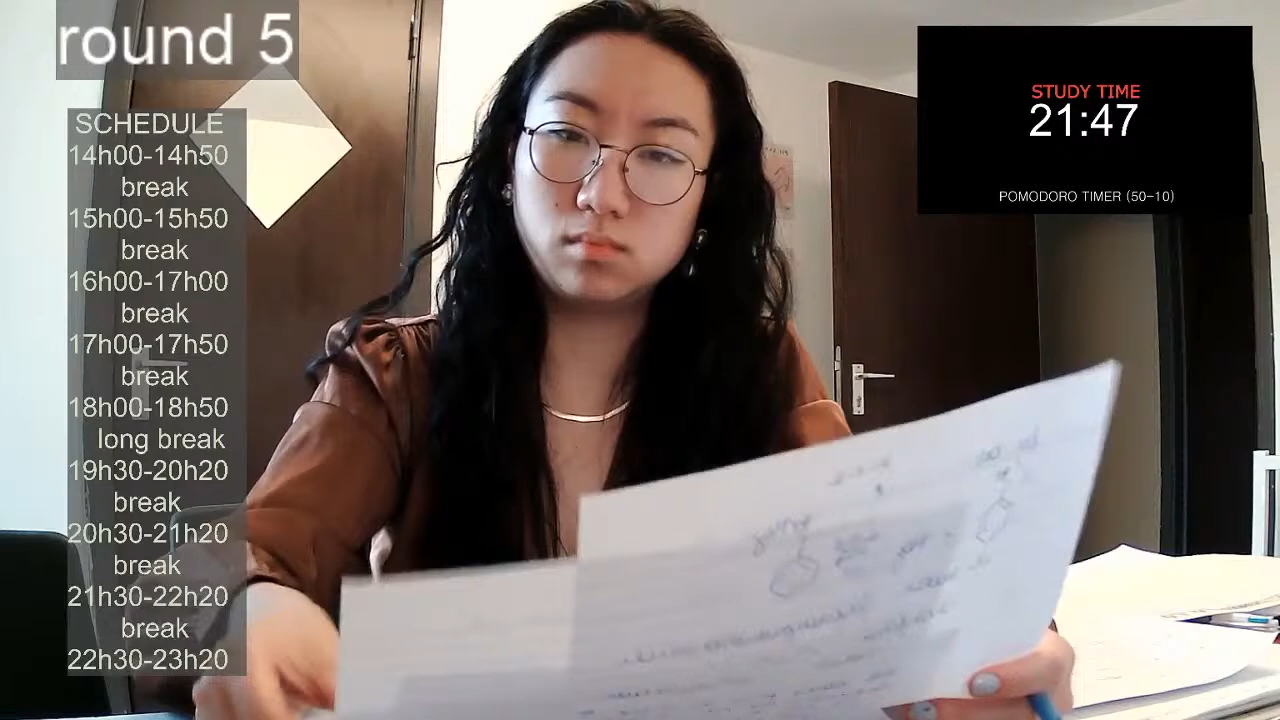 round 5
SCHEDULE
14h00-14h50
break
15h00-15h50
break
16h00-17h00
break
17h00-17h50
break
18h00-18h50
long break
19h30-20h20
break
20h30-21h20
break
21h30-22h20
break
22h30-23h20
STUDY TIME
21:47
POMODORO TIMER (50-10)